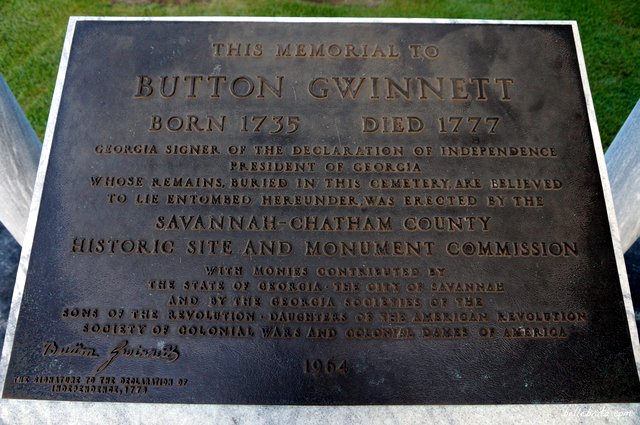 THIS MEMORIAL TO
BUTTON GWINNETT
BORN 1735 DIED 1777
GEORGIA SIGNER OF THE DECLARATION OF INDEPENDENCE
PRESIDENT OF GEORGIA
WHOSE REMAINS, BURIED IN THIS CEMETERY, ARE BELIEVED
TO LIE ENTOMBED HEREUNDER, WAS ERECTED BY THE
SAVANNAH-CHATHAM COUNTY
HISTORIC SITE AND MONUMENT COMMISSION
WITH MONIES CONTRIBUTED BY
THE STATE OF GEORGIA · THE CITY OF SAVANNAH
AND BY THE GEORGIA SOCIETIES OF THE
SONS OF THE REVOLUTION · DAUGHTERS OF THE AMERICAN REVOLUTION
SOCIETY OF COLONIAL WARS AND COLONIAL DAMES OF AMERICA
Button Gwinnett
1964
THE SIGNATURE TO THE DECLARATION OF
INDEPENDENCE, 1776